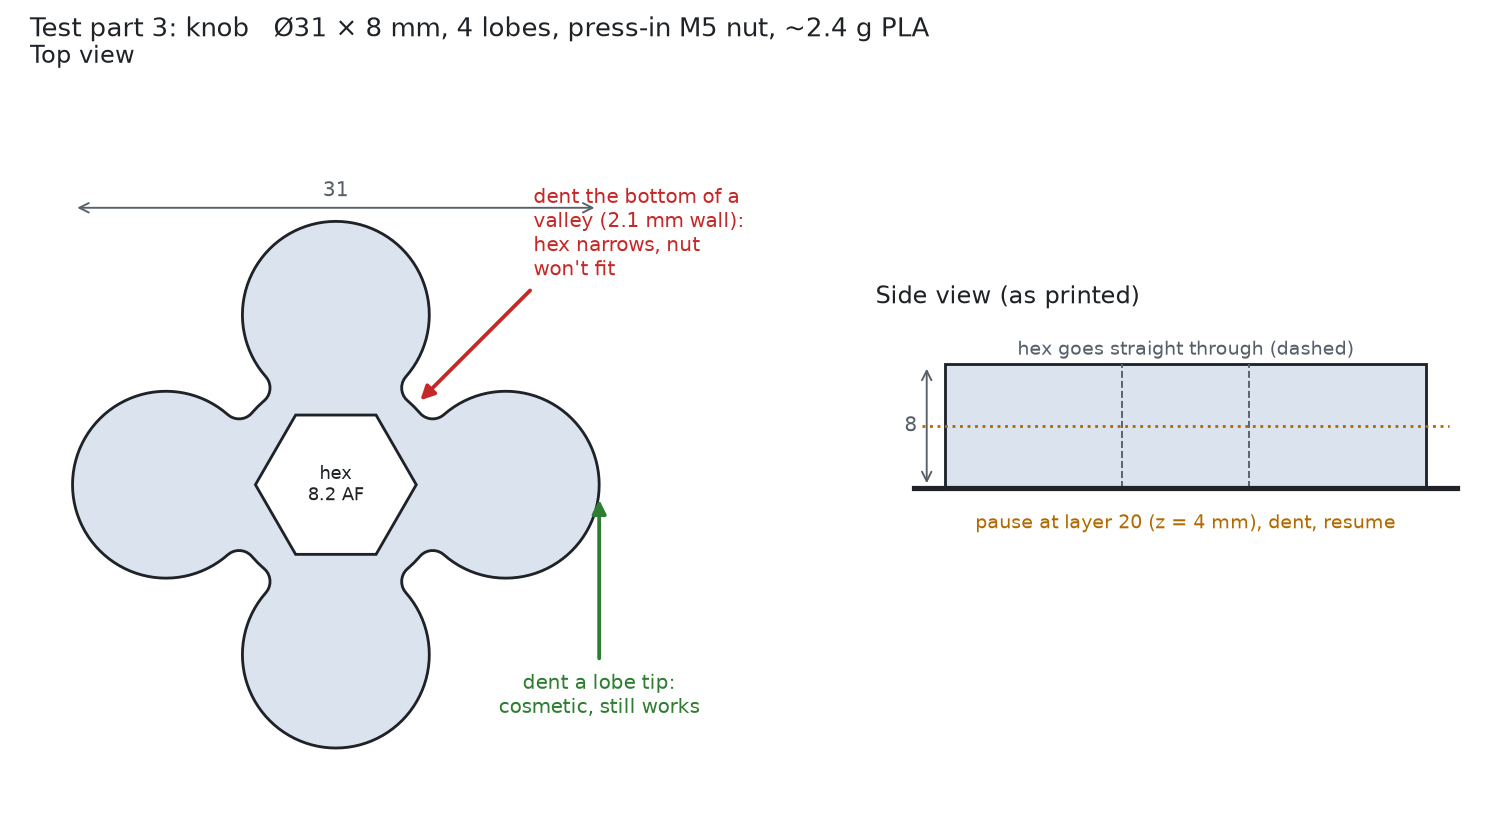 Test part 3: knob   Ø31 × 8 mm, 4 lobes, press-in M5 nut, ~2.4 g PLA
Top view
31
dent the bottom of a
valley (2.1 mm wall):
hex narrows, nut
won't fit
hex
8.2 AF
dent a lobe tip:
cosmetic, still works
Side view (as printed)
hex goes straight through (dashed)
8
pause at layer 20 (z = 4 mm), dent, resume